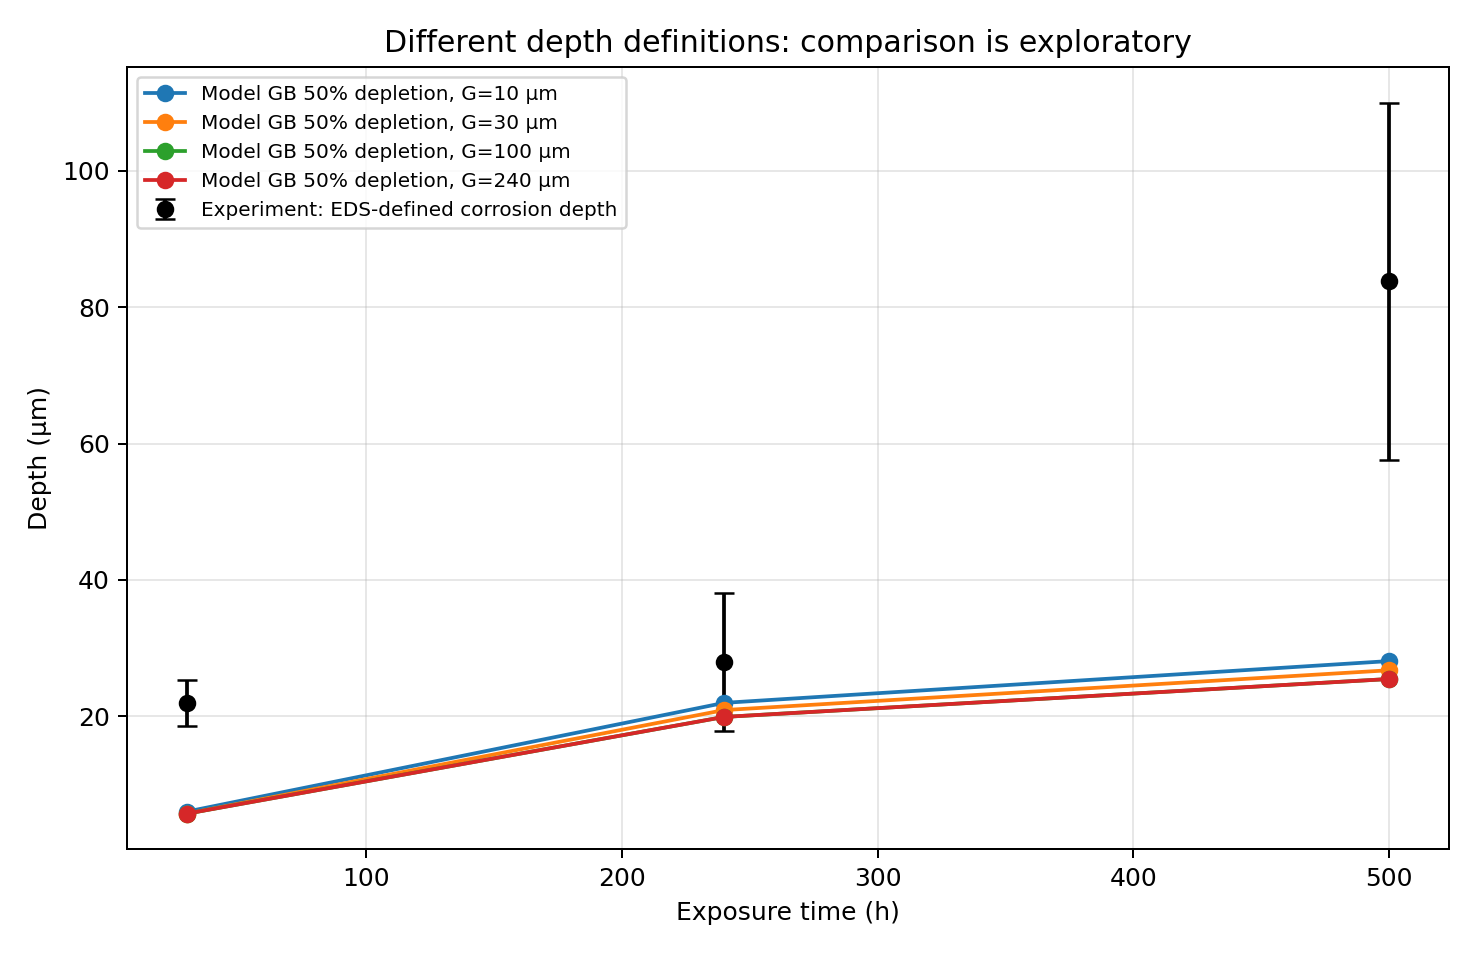 Different depth definitions: comparison is exploratory
Model GB 50% depletion, G=10 µm
Model GB 50% depletion, G=30 µm
Model GB 50% depletion, G=100 µm
Model GB 50% depletion, G=240 µm
Experiment: EDS-defined corrosion depth
Depth (µm)
100
80
60
40
20
100 200 300 400 500
Exposure time (h)